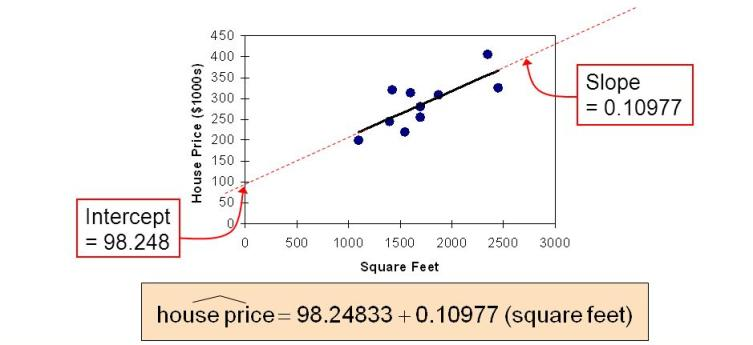 450
400
350
300
250
200
150
100
50
0
House Price ($1000s)
0 500 1000 1500 2000 2500 3000
Square Feet
Slope
= 0.10977
Intercept
= 98.248
house price = 98.24833 + 0.10977 (square feet)